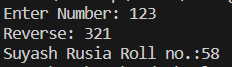 Enter Number: 123
Reverse: 321
Suyash Rusia Roll no.:58